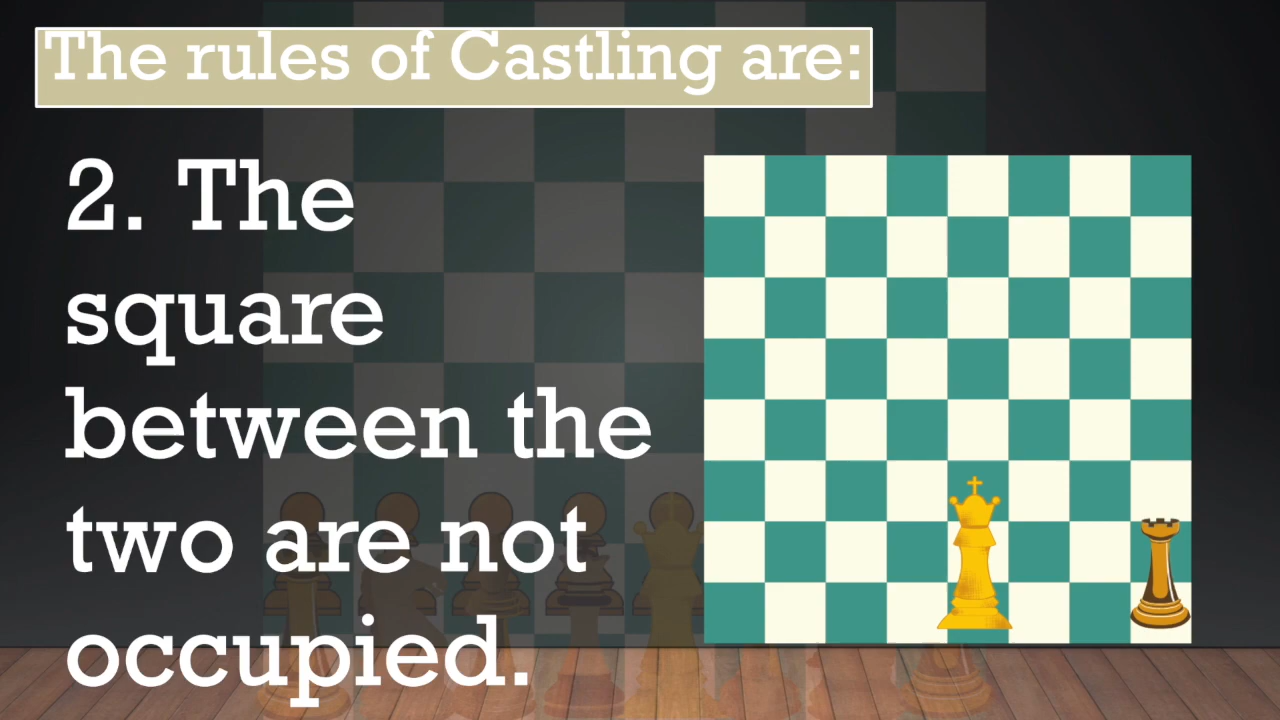 The rules of Castling are:
2. The
square
between the
two are not
occupied.